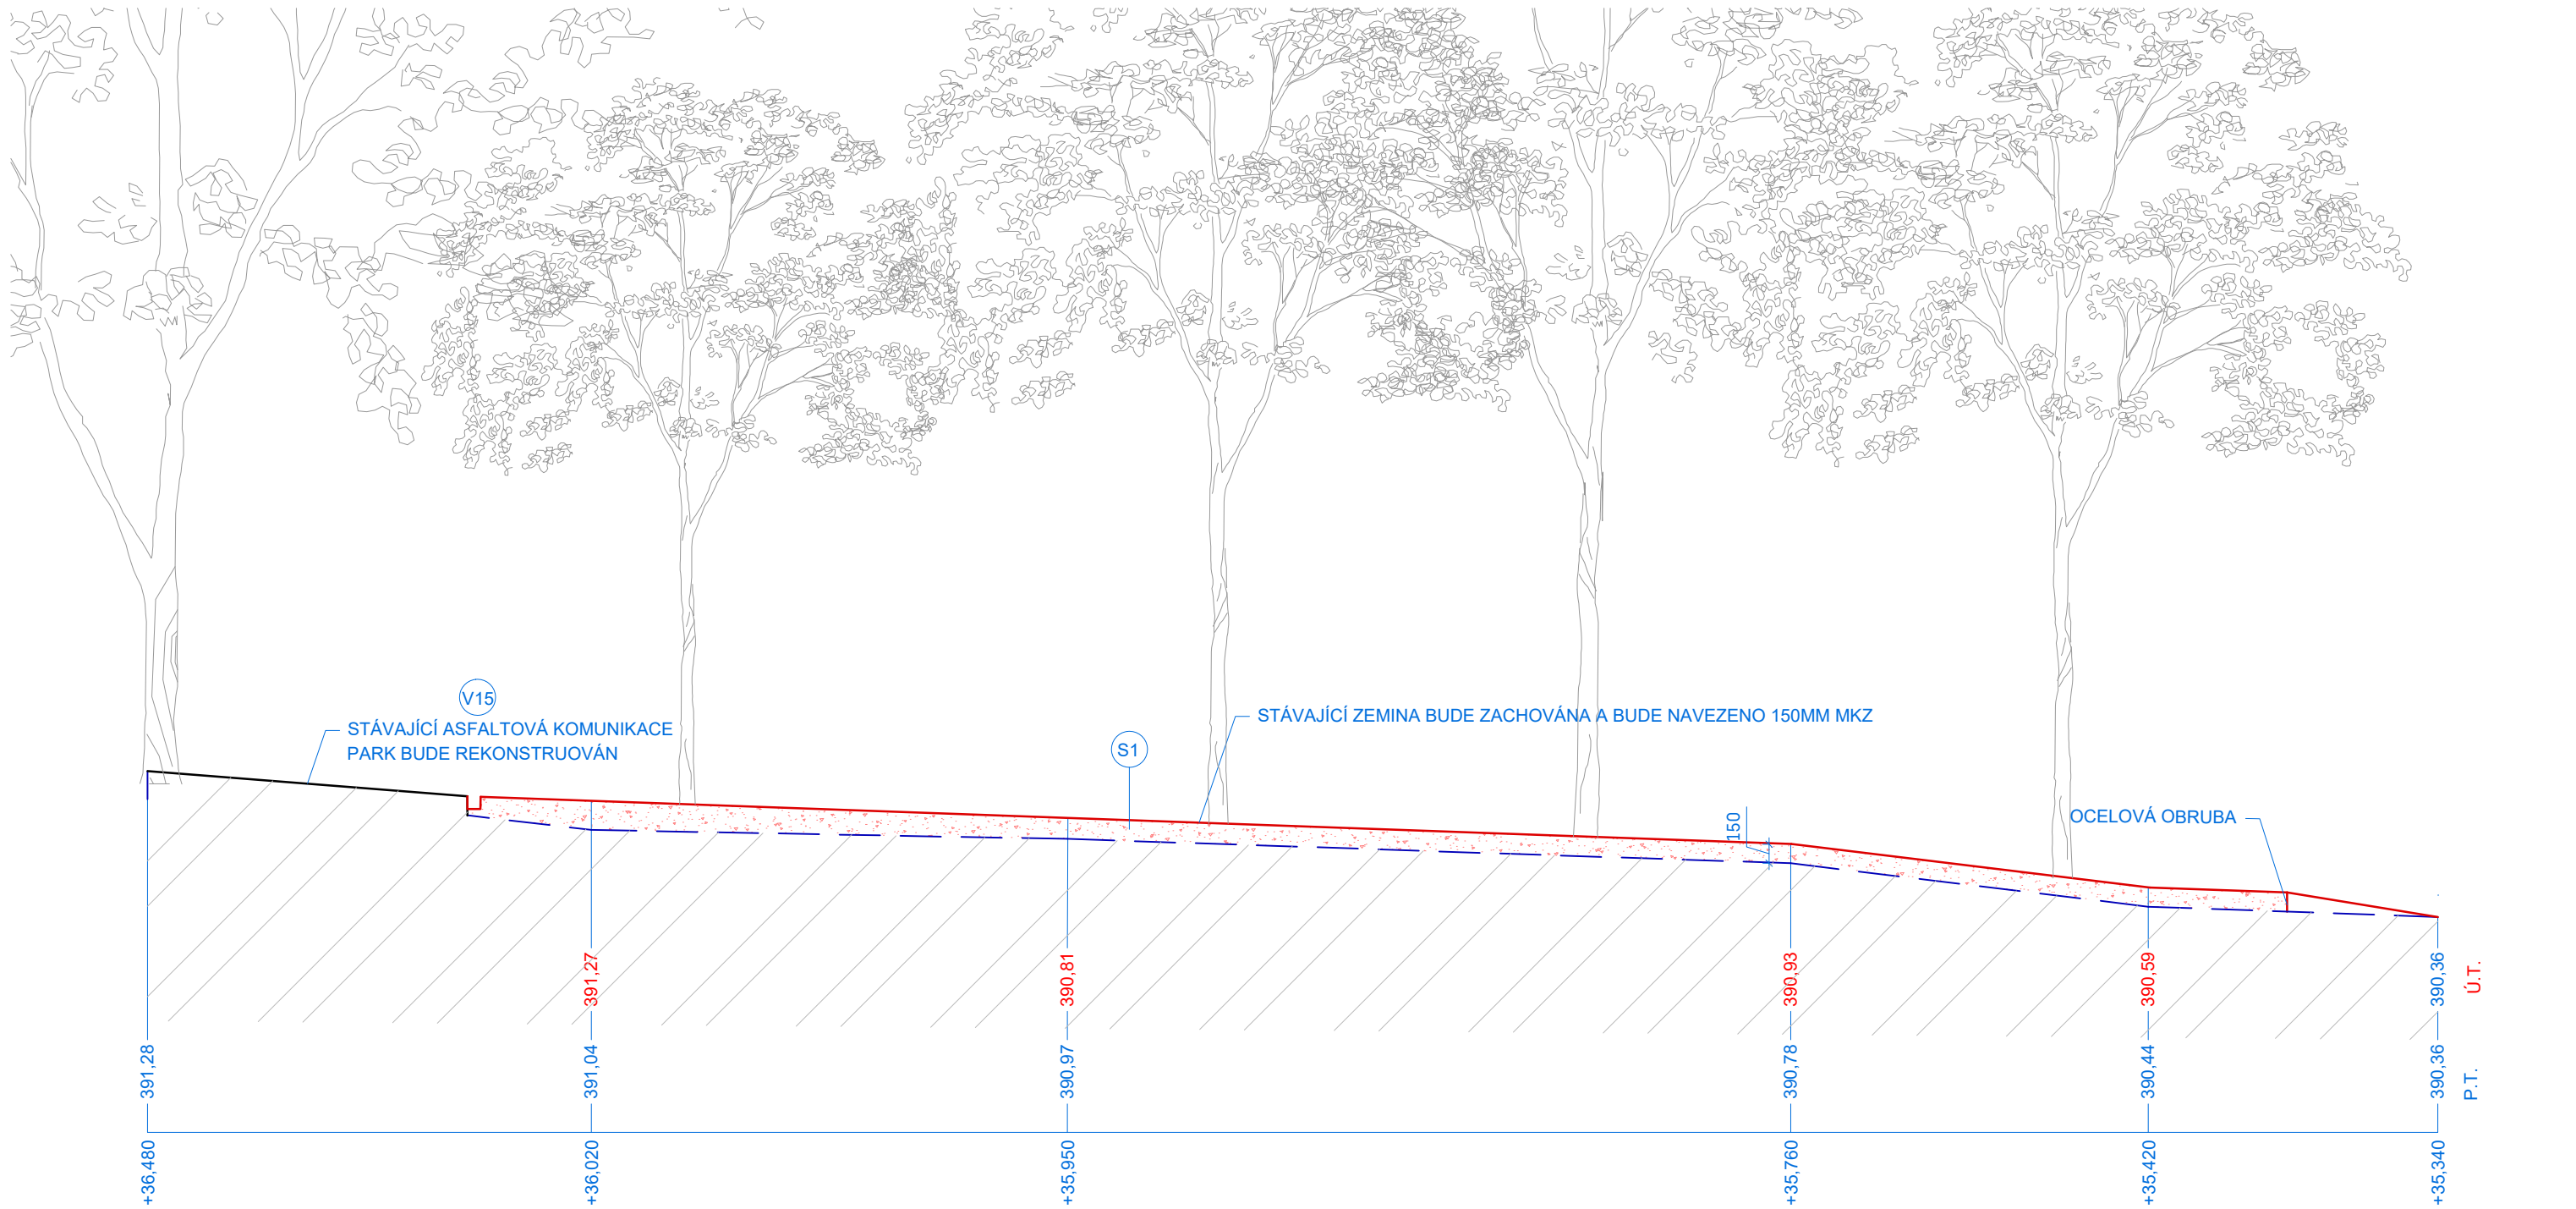 V15
STÁVAJÍCÍ ASFALTOVÁ KOMUNIKACE
PARK BUDE REKONSTRUOVÁN
S1
STÁVAJÍCÍ ZEMINA BUDE ZACHOVÁNA A BUDE NAVEZENO 150MM MKZ
150
OCELOVÁ OBRUBA
391,27
390,81
390,93
390,59
390,36
Ú.T.
391,28
391,04
390,97
390,78
390,44
390,36
P.T.
+36,480
+36,020
+35,950
+35,760
+35,420
+35,340